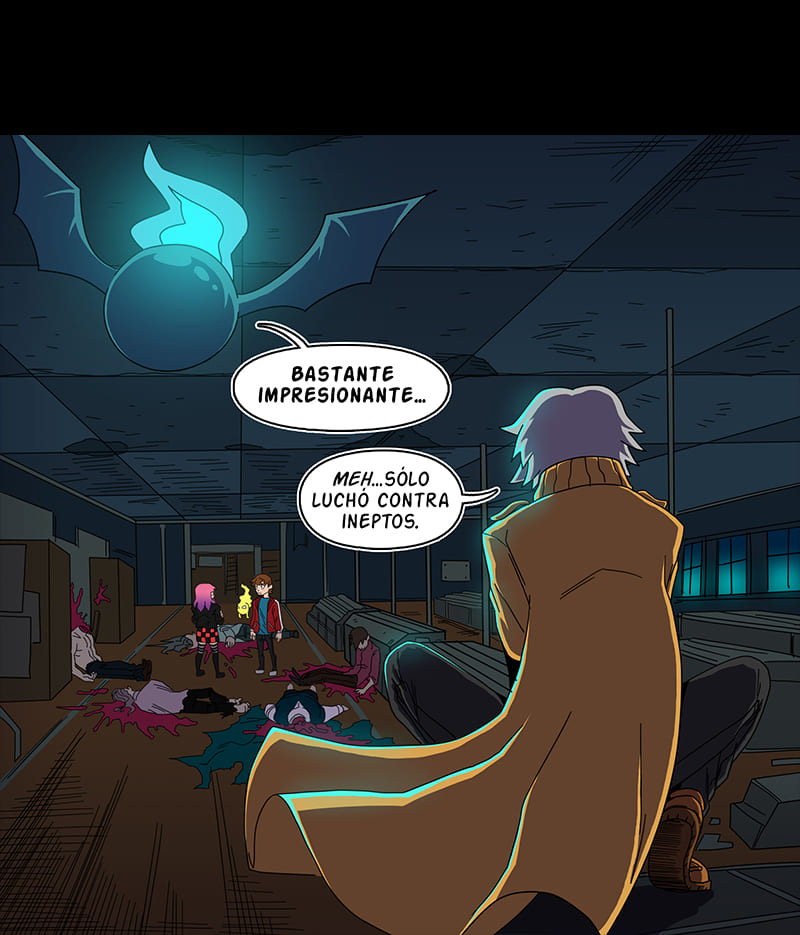 BASTANTE
IMPRESIONANTE...
MEH...SÓLO
LUCHÓ CONTRA
INEPTOS.